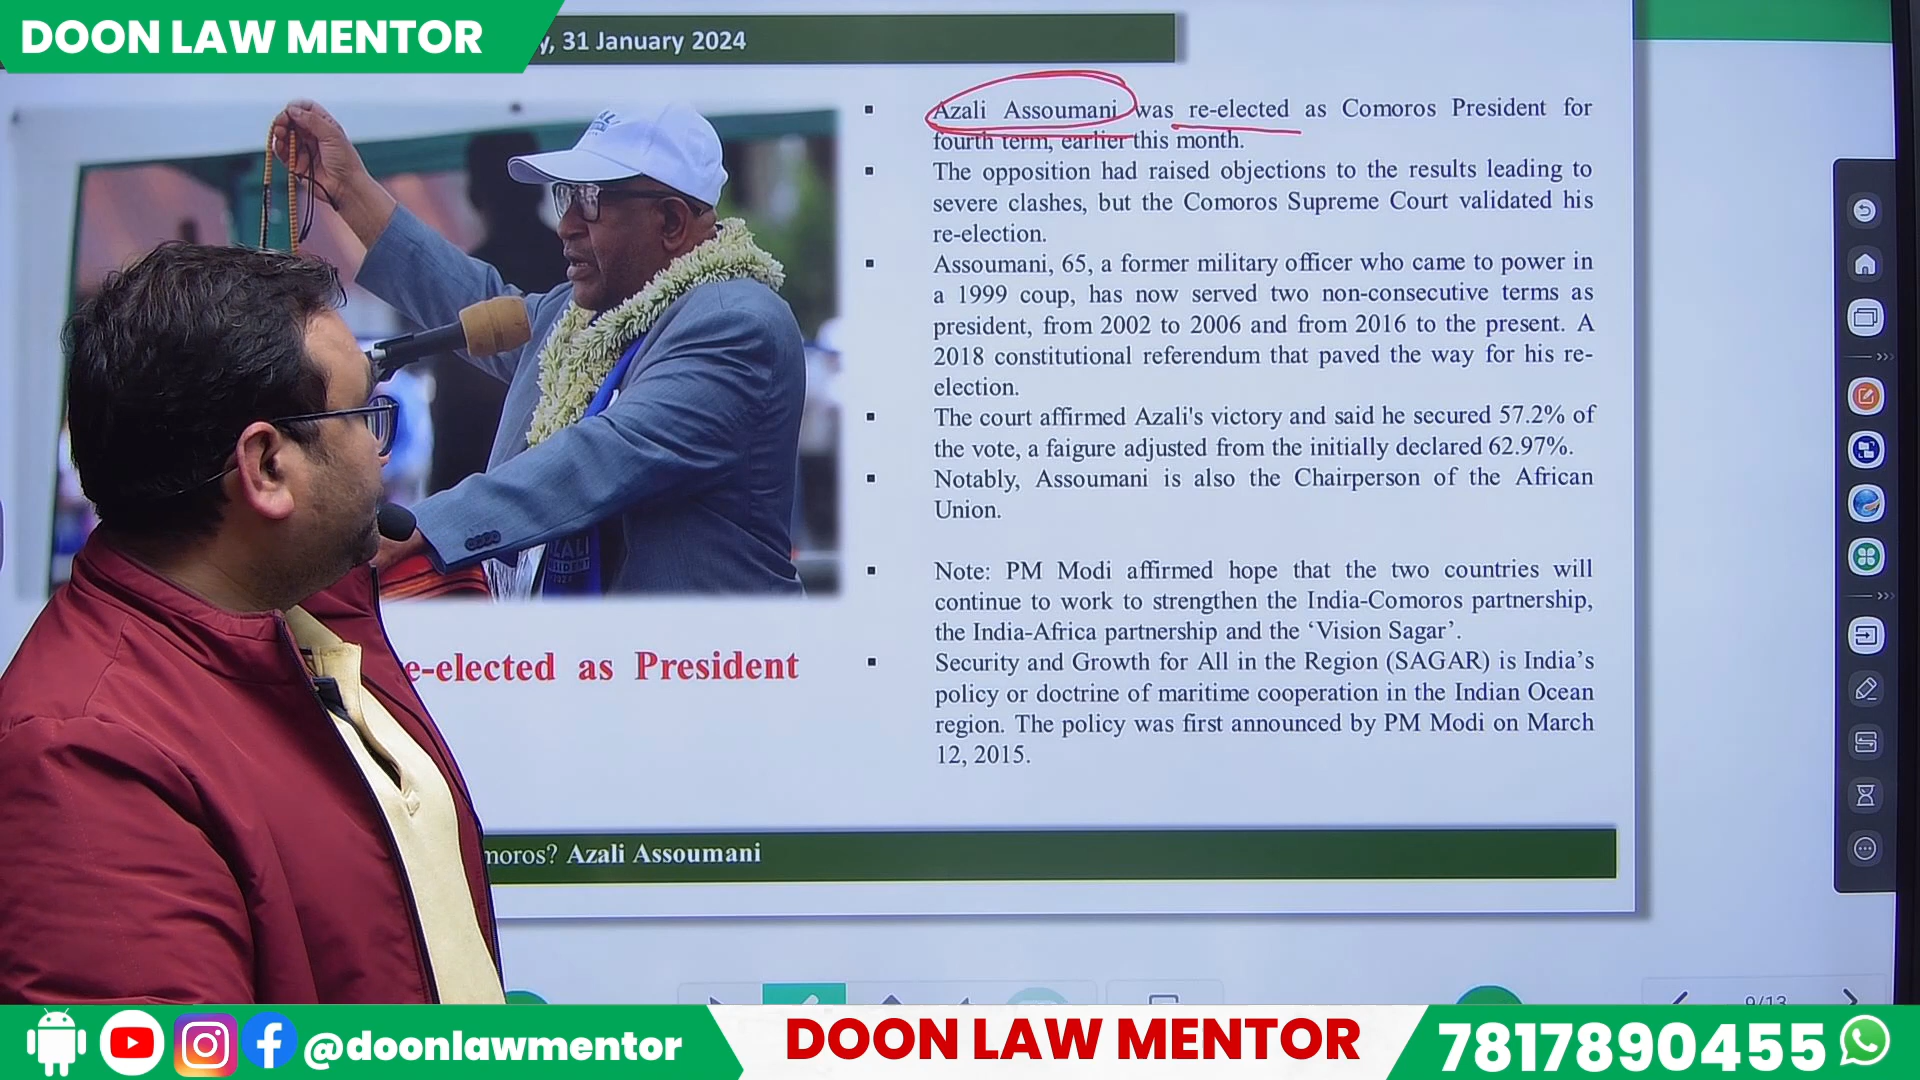 DOON LAW MENTOR
y, 31 January 2024
▪ Azali Assoumani was re-elected as Comoros President for
fourth term, earlier this month.
▪ The opposition had raised objections to the results leading to
severe clashes, but the Comoros Supreme Court validated his
re-election.
▪ Assoumani, 65, a former military officer who came to power in
a 1999 coup, has now served two non-consecutive terms as
president, from 2002 to 2006 and from 2016 to the present. A
2018 constitutional referendum that paved the way for his re-
election.
▪ The court affirmed Azali's victory and said he secured 57.2% of
the vote, a faigure adjusted from the initially declared 62.97%.
▪ Notably, Assoumani is also the Chairperson of the African
Union.
▪ Note: PM Modi affirmed hope that the two countries will
continue to work to strengthen the India-Comoros partnership,
the India-Africa partnership and the ‘Vision Sagar’.
▪ Security and Growth for All in the Region (SAGAR) is India’s
policy or doctrine of maritime cooperation in the Indian Ocean
region. The policy was first announced by PM Modi on March
12, 2015.
e-elected as President
moros? Azali Assoumani
9/13
@doonlawmentor
DOON LAW MENTOR
7817890455